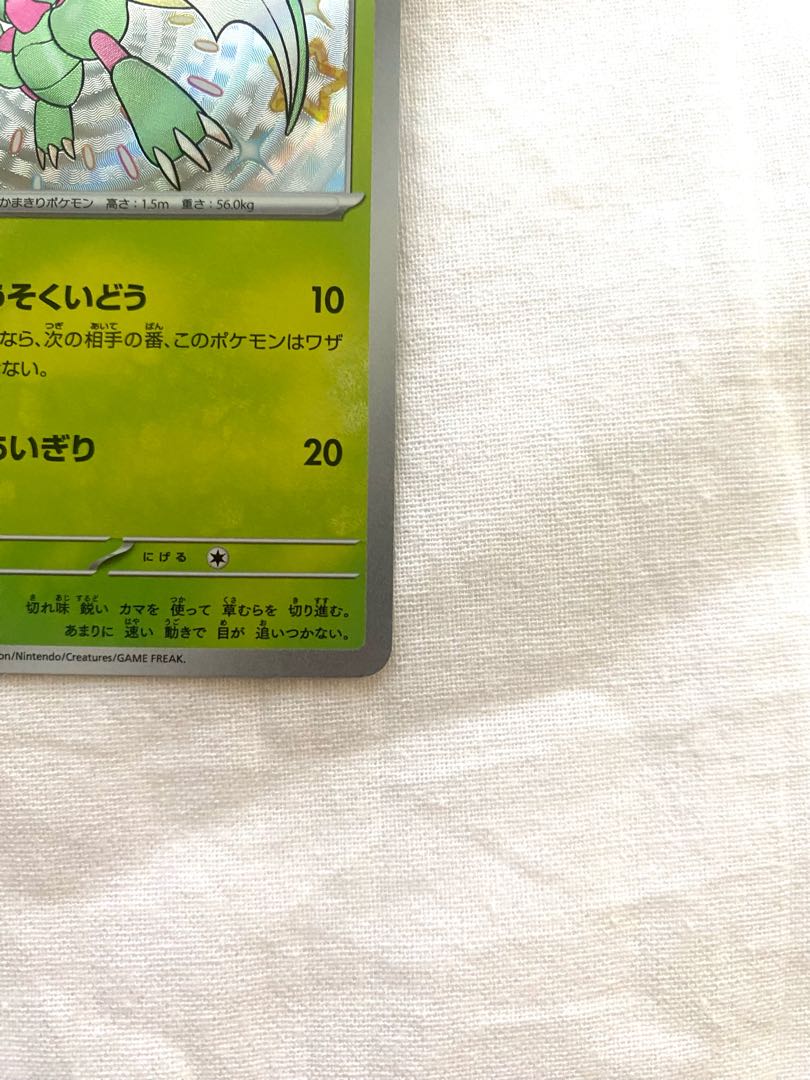 かまきりポケモン 高さ：1.5m 重さ：56.0kg
うそくいどう 10
なら、次の相手の番、このポケモンはワザ
ない。
あいぎり 20
にげる
切れ味 鋭い カマを 使って 草むらを 切り進む。
あまりに 速い 動きで 目が 追いつかない。
on/Nintendo/Creatures/GAME FREAK.